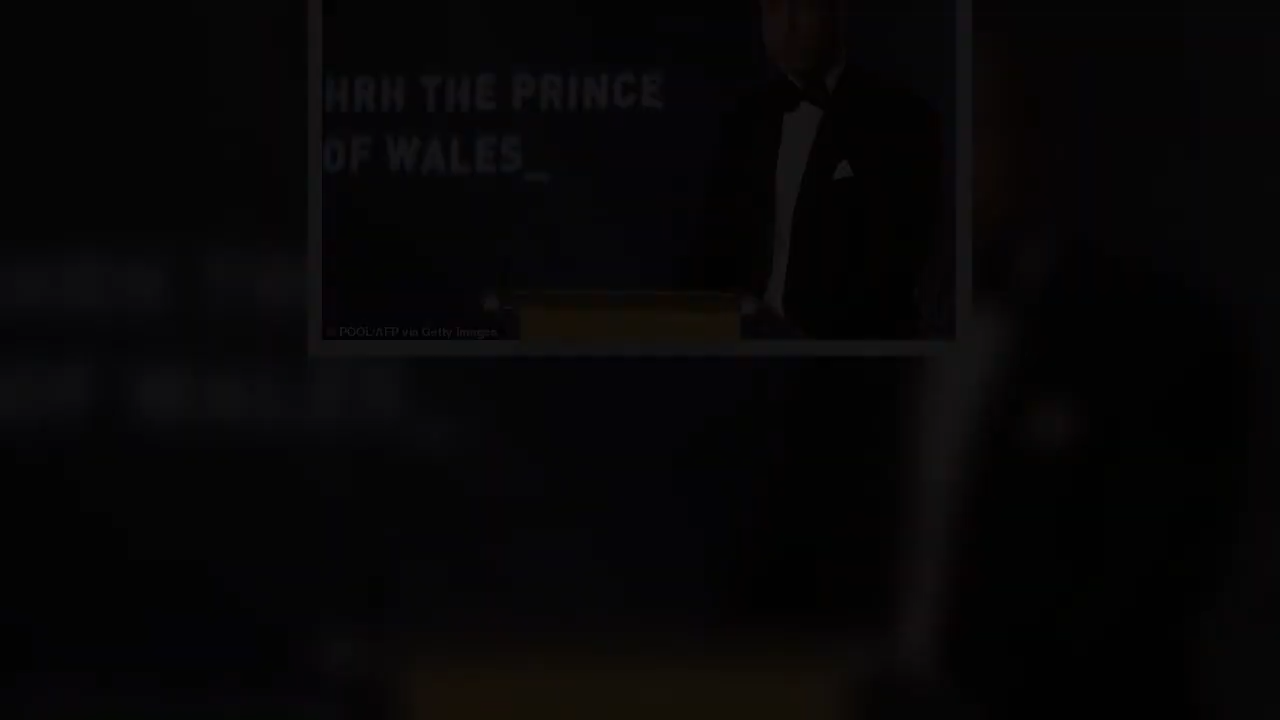 HRH THE PRINCE
OF WALES_
POOL/AFP via Getty Images